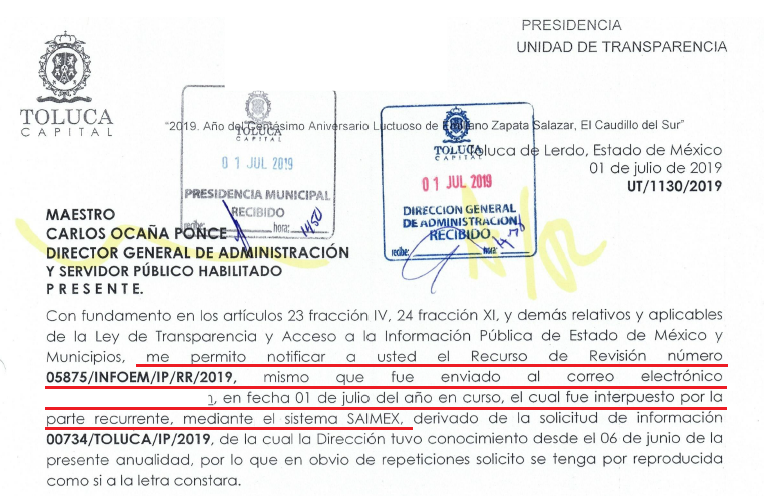 PRESIDENCIA
UNIDAD DE TRANSPARENCIA
TOLUCA
CAPITAL
"2019. Año del Centésimo Aniversario Luctuoso de Emiliano Zapata Salazar, El Caudillo del Sur"
TOLUCA
CAPITAL
01 JUL 2019
PRESIDENCIA MUNICIPAL
RECIBIDO
recibe: hora:
TOLUCA
CAPITAL
01 JUL 2019
DIRECCION GENERAL
DE ADMINISTRACION
RECIBIDO
recibe: hora:
Toluca de Lerdo, Estado de México
01 de julio de 2019
UT/1130/2019
MAESTRO
CARLOS OCAÑA PONCE
DIRECTOR GENERAL DE ADMINISTRACIÓN
Y SERVIDOR PÚBLICO HABILITADO
P R E S E N T E.
Con fundamento en los artículos 23 fracción IV, 24 fracción XI, y demás relativos y aplicables
de la Ley de Transparencia y Acceso a la Información Pública de Estado de México y
Municipios, me permito notificar a usted el Recurso de Revisión número
05875/INFOEM/IP/RR/2019, mismo que fue enviado al correo electrónico
, en fecha 01 de julio del año en curso, el cual fue interpuesto por la
parte recurrente, mediante el sistema SAIMEX, derivado de la solicitud de información
00734/TOLUCA/IP/2019, de la cual la Dirección tuvo conocimiento desde el 06 de junio de la
presente anualidad, por lo que en obvio de repeticiones solicito se tenga por reproducida
como si a la letra constara.